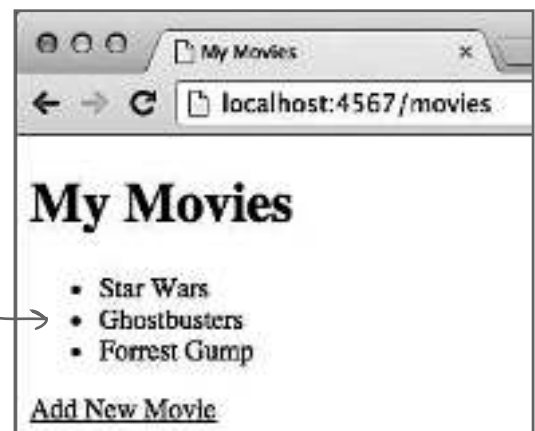 My Movies
localhost:4567/movies
My Movies
• Star Wars
• Ghostbusters
• Forrest Gump
Add New Movie